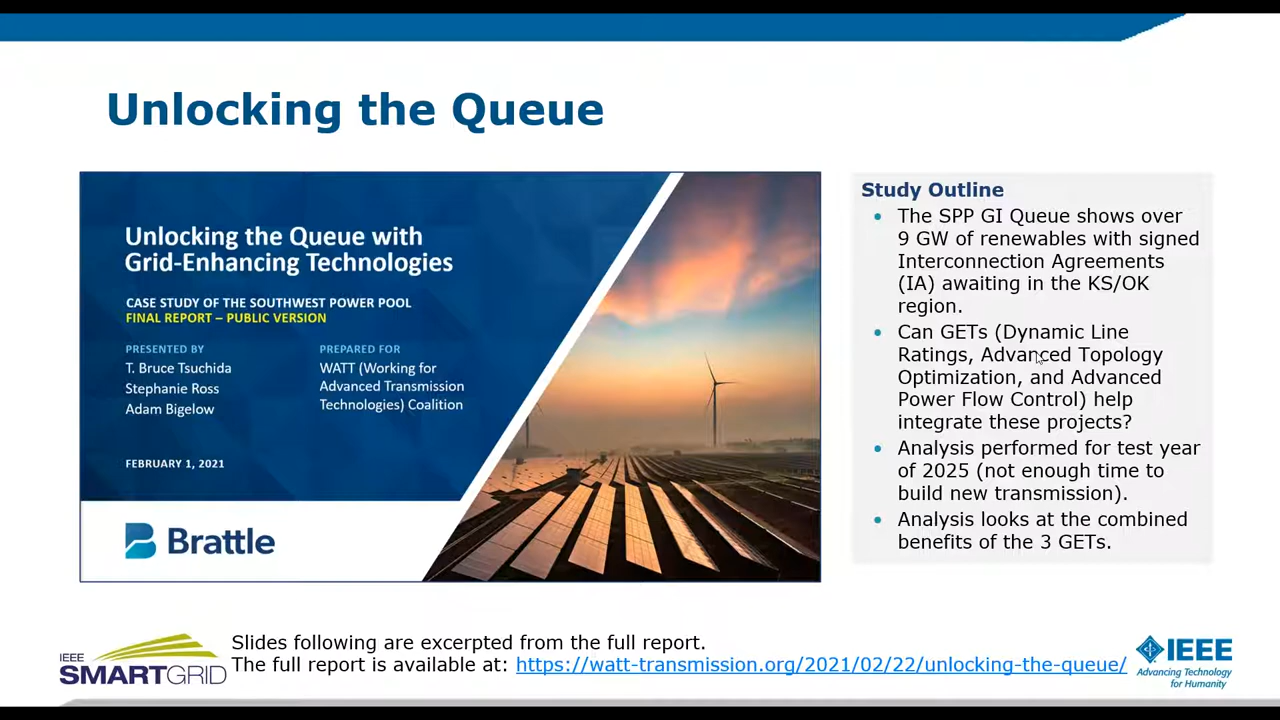 Unlocking the Queue
Unlocking the Queue with
Grid-Enhancing Technologies
CASE STUDY OF THE SOUTHWEST POWER POOL
FINAL REPORT – PUBLIC VERSION
PRESENTED BY
T. Bruce Tsuchida
Stephanie Ross
Adam Bigelow
PREPARED FOR
WATT (Working for
Advanced Transmission
Technologies) Coalition
FEBRUARY 1, 2021
Brattle
Study Outline
• The SPP GI Queue shows over
9 GW of renewables with signed
Interconnection Agreements
(IA) awaiting in the KS/OK
region.
• Can GETs (Dynamic Line
Ratings, Advanced Topology
Optimization, and Advanced
Power Flow Control) help
integrate these projects?
• Analysis performed for test year
of 2025 (not enough time to
build new transmission).
• Analysis looks at the combined
benefits of the 3 GETs.
IEEE
SMARTGRID
Slides following are excerpted from the full report.
The full report is available at: https://watt-transmission.org/2021/02/22/unlocking-the-queue/
IEEE
Advancing Technology
for Humanity